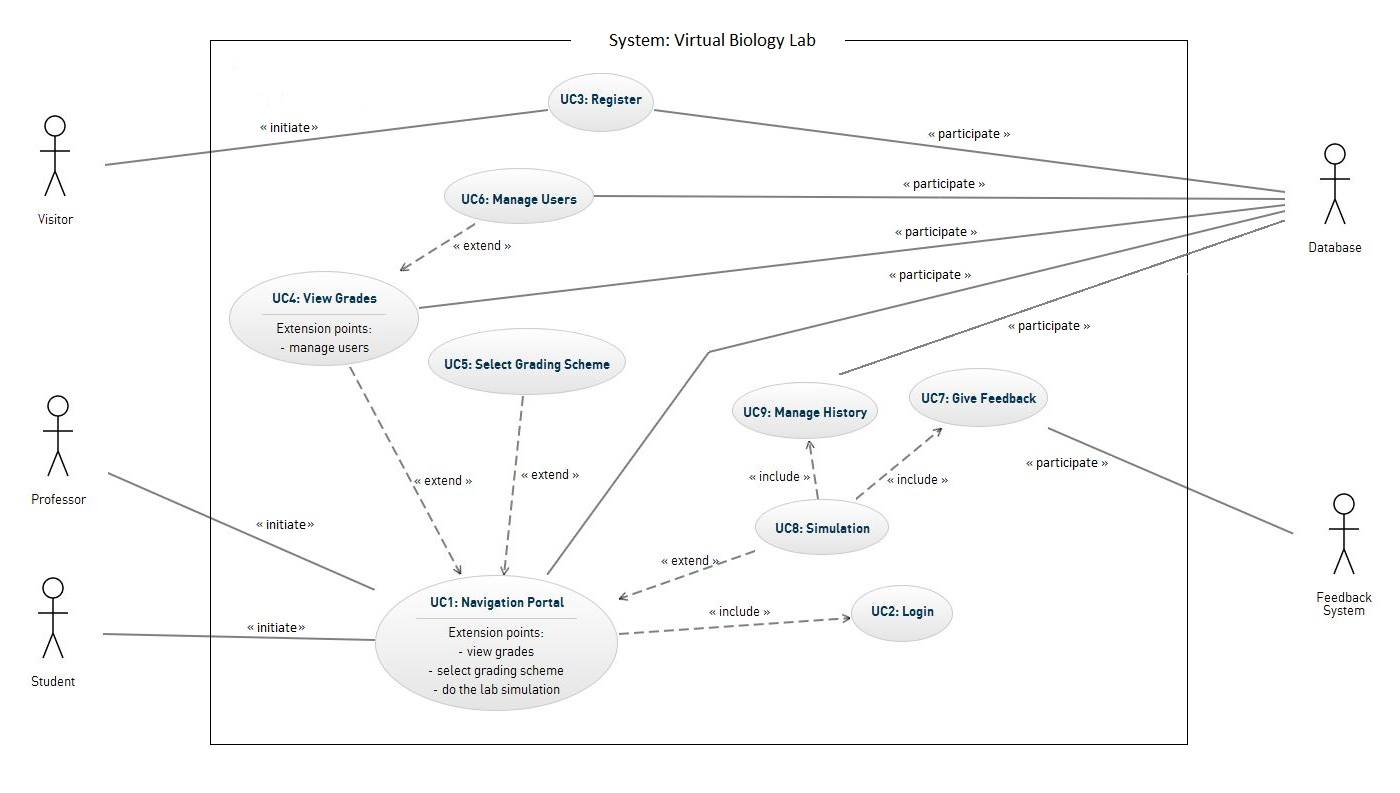 System: Virtual Biology Lab
UC3: Register
« initiate»
« participate »
Visitor
UC6: Manage Users
« participate »
« extend »
« participate »
Database
UC4: View Grades
Extension points:
- manage users
« participate »
UC5: Select Grading Scheme
« participate »
UC9: Manage History
UC7: Give Feedback
« participate »
« extend »
« extend »
« include »
« include »
Professor
« initiate»
UC8: Simulation
« extend »
Feedback
System
UC1: Navigation Portal
Extension points:
- view grades
- select grading scheme
- do the lab simulation
« include »
UC2: Login
« initiate»
Student